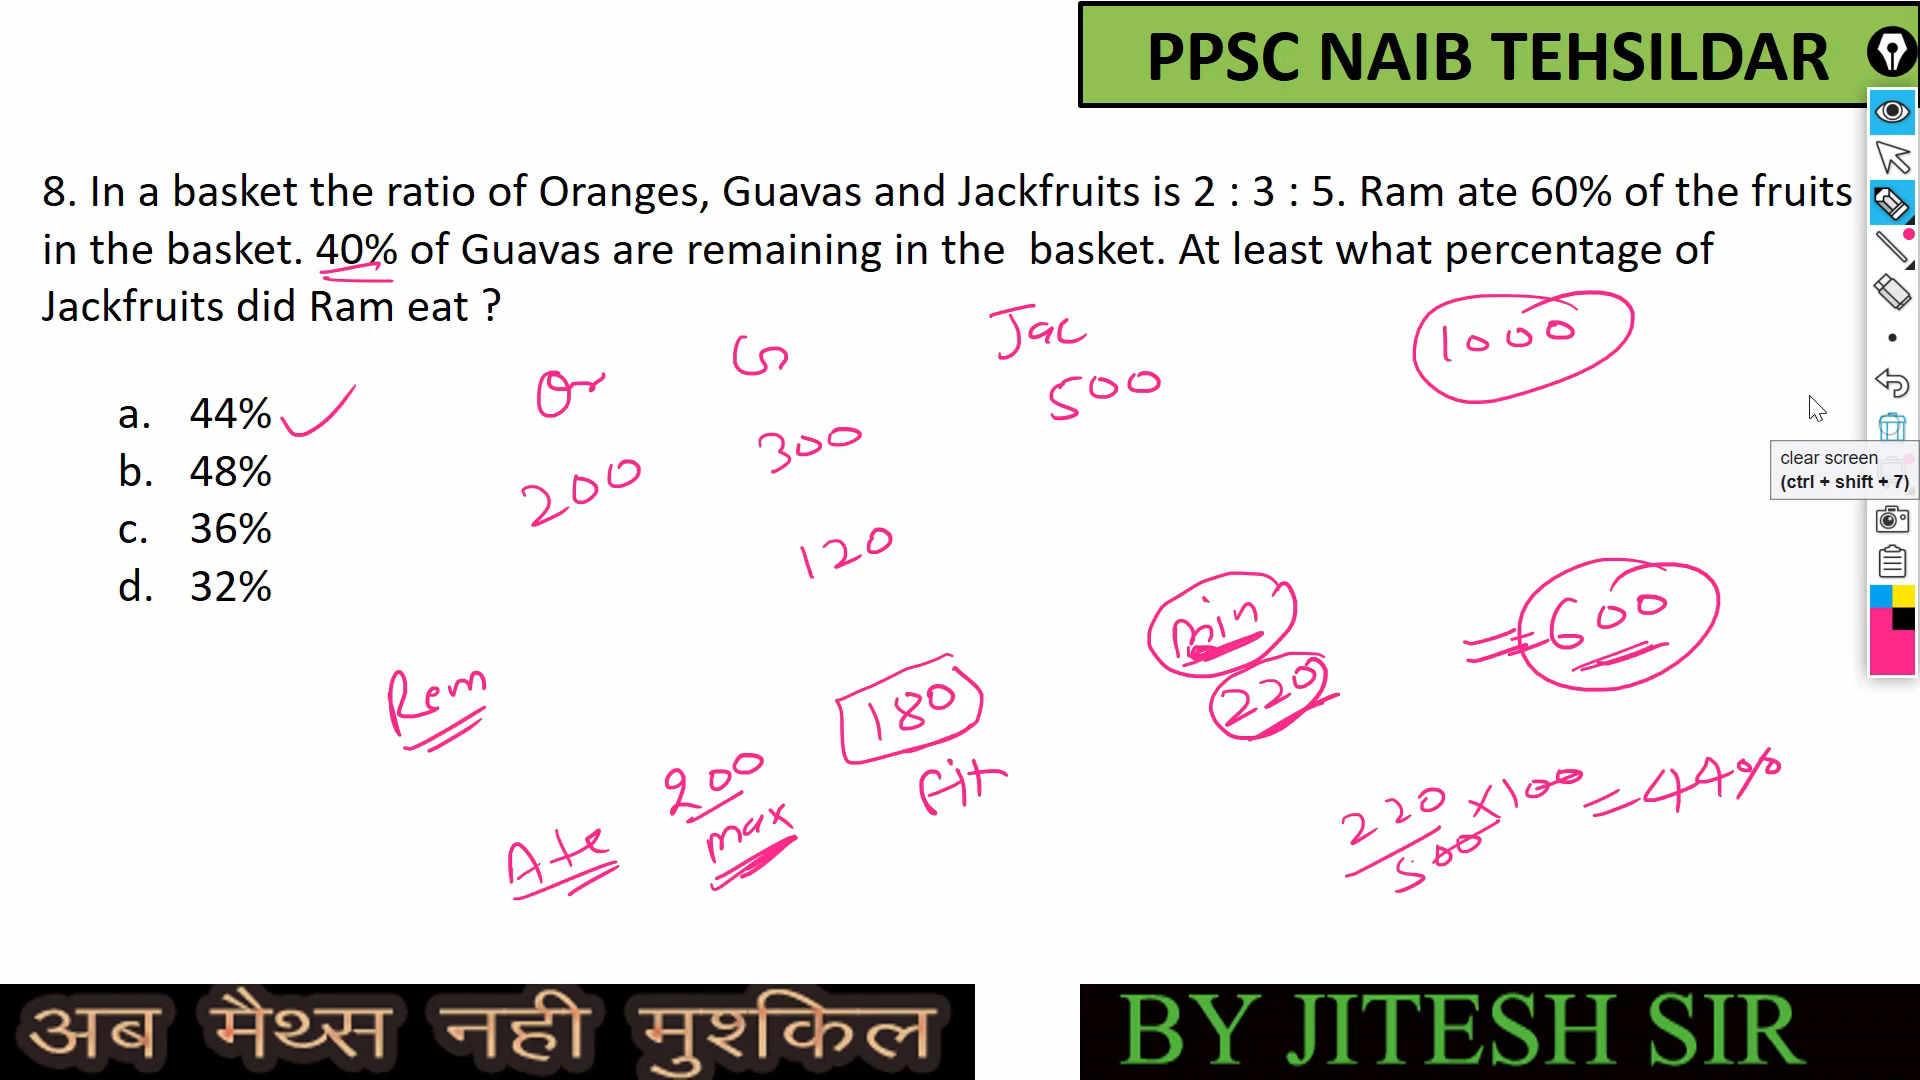 PPSC NAIB TEHSILDAR
8. In a basket the ratio of Oranges, Guavas and Jackfruits is 2 : 3 : 5. Ram ate 60% of the fruits
in the basket. 40% of Guavas are remaining in the basket. At least what percentage of
Jackfruits did Ram eat ?
a. 44%
b. 48%
c. 36%
d. 32%
Or
G
Jac
1000
200
300
500
120
min
= 600
Rem
180
220
200
max
Fix
Ate
220/500 × 100 = 44%
clear screen
(ctrl + shift + 7)
अब मैथ्स नही मुश्किल
BY JITESH SIR